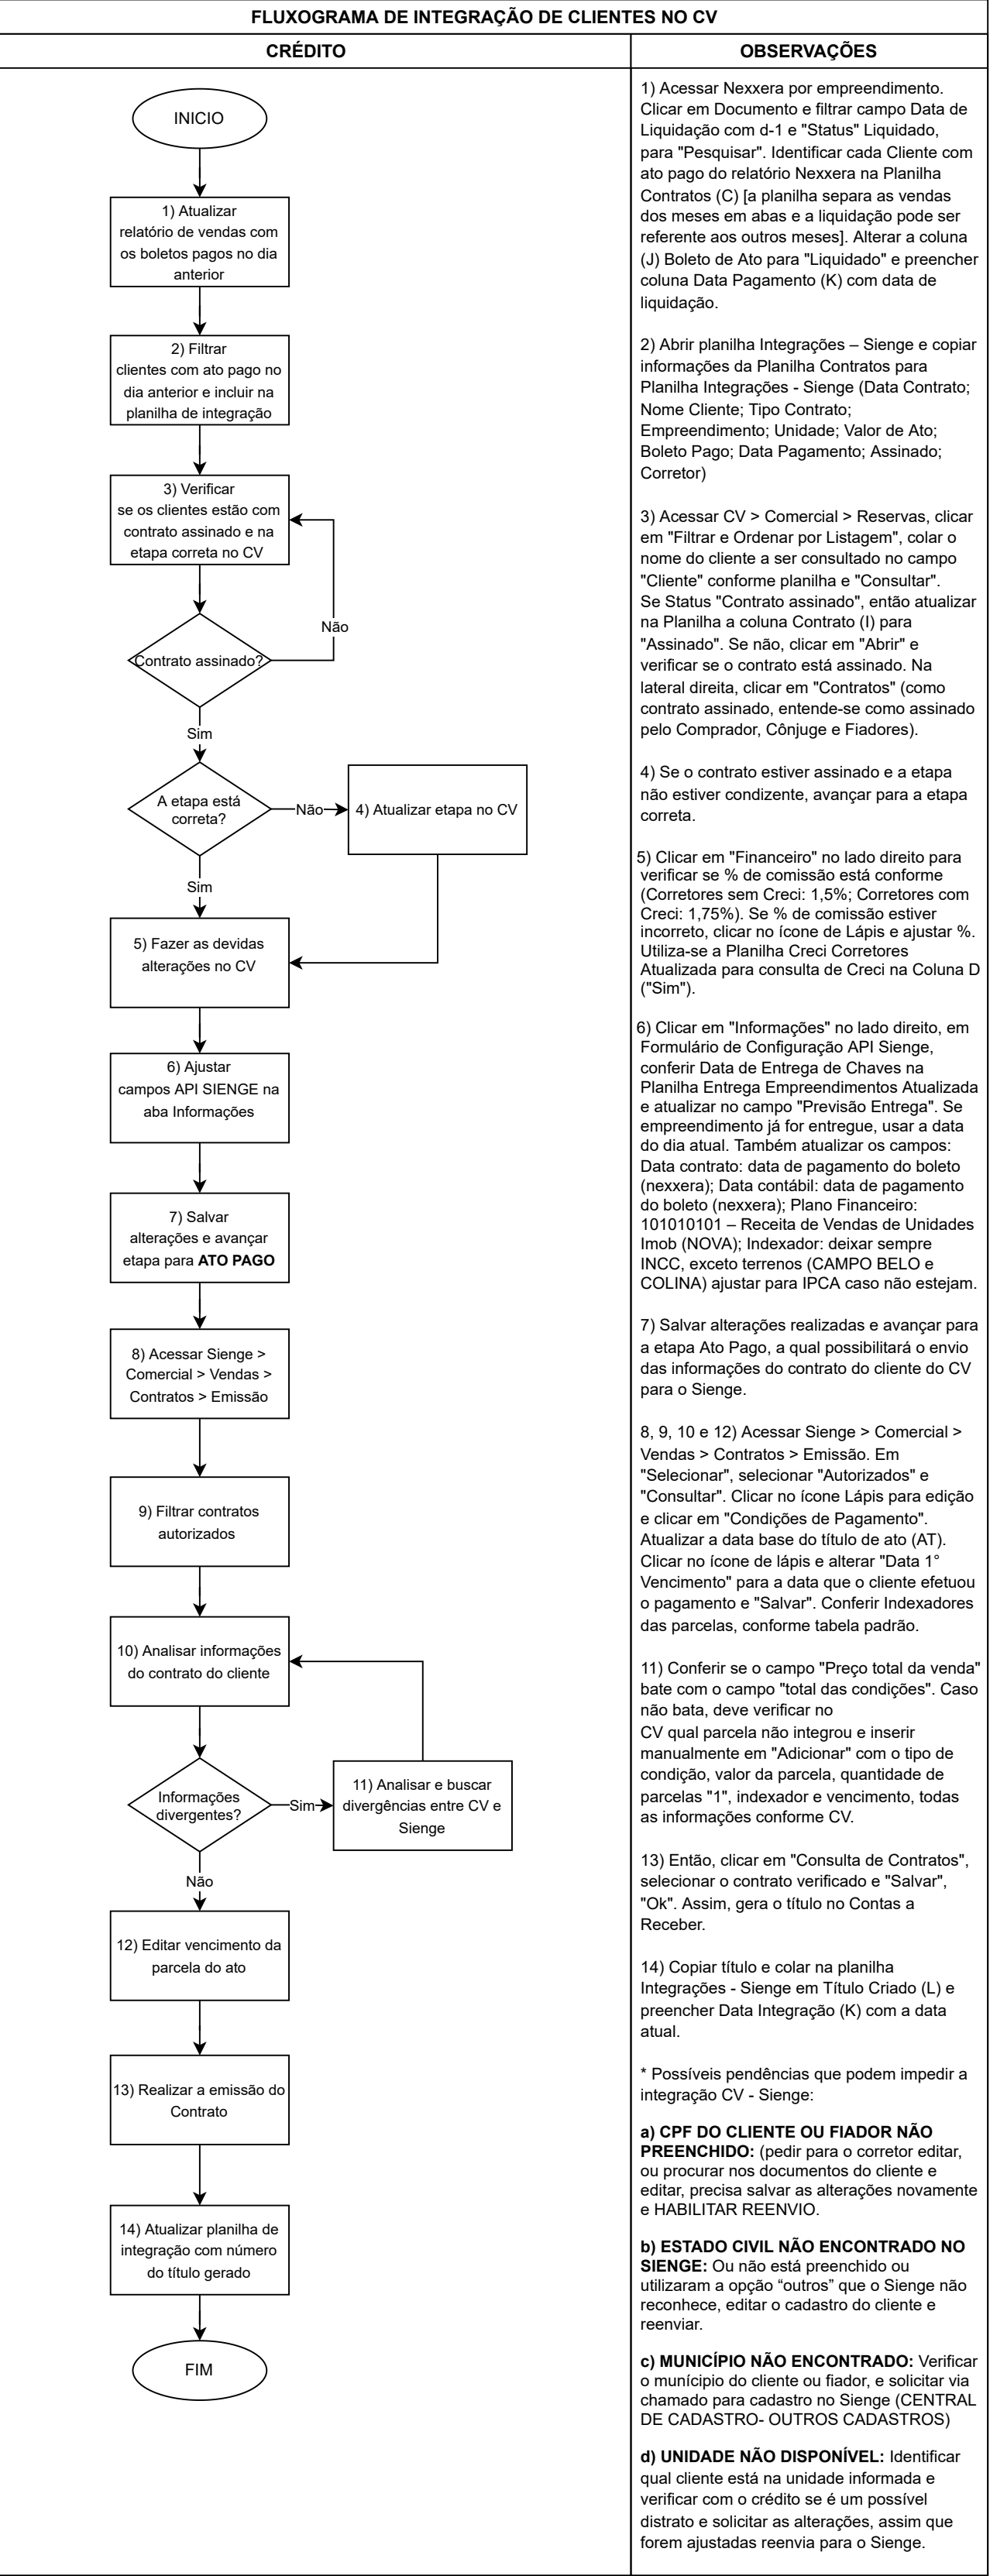 FLUXOGRAMA DE INTEGRAÇÃO DE CLIENTES NO CV
CRÉDITO
INICIO
1) Atualizar
relatório de vendas com
os boletos pagos no dia
anterior
2) Filtrar
clientes com ato pago no
dia anterior e incluir na
planilha de integração
3) Verificar
se os clientes estão com
contrato assinado e na
etapa correta no CV
Não
Contrato assinado?
Sim
A etapa está
correta?
Não
4) Atualizar etapa no CV
Sim
5) Fazer as devidas
alterações no CV
6) Ajustar
campos API SIENGE na
aba Informações
7) Salvar
alterações e avançar
etapa para ATO PAGO
8) Acessar Sienge >
Comercial > Vendas >
Contratos > Emissão
9) Filtrar contratos
autorizados
10) Analisar informações
do contrato do cliente
Informações
divergentes?
Sim
11) Analisar e buscar
divergências entre CV e
Sienge
Não
12) Editar vencimento da
parcela do ato
13) Realizar a emissão do
Contrato
14) Atualizar planilha de
integração com número
do título gerado
FIM
OBSERVAÇÕES
1) Acessar Nexxera por empreendimento.
Clicar em Documento e filtrar campo Data de
Liquidação com d-1 e "Status" Liquidado,
para "Pesquisar". Identificar cada Cliente com
ato pago do relatório Nexxera na Planilha
Contratos (C) [a planilha separa as vendas
dos meses em abas e a liquidação pode ser
referente aos outros meses]. Alterar a coluna
(J) Boleto de Ato para "Liquidado" e preencher
coluna Data Pagamento (K) com data de
liquidação.
2) Abrir planilha Integrações – Sienge e copiar
informações da Planilha Contratos para
Planilha Integrações - Sienge (Data Contrato;
Nome Cliente; Tipo Contrato;
Empreendimento; Unidade; Valor de Ato;
Boleto Pago; Data Pagamento; Assinado;
Corretor)
3) Acessar CV > Comercial > Reservas, clicar
em "Filtrar e Ordenar por Listagem", colar o
nome do cliente a ser consultado no campo
"Cliente" conforme planilha e "Consultar".
Se Status "Contrato assinado", então atualizar
na Planilha a coluna Contrato (I) para
"Assinado". Se não, clicar em "Abrir" e
verificar se o contrato está assinado. Na
lateral direita, clicar em "Contratos" (como
contrato assinado, entende-se como assinado
pelo Comprador, Cônjuge e Fiadores).
4) Se o contrato estiver assinado e a etapa
não estiver condizente, avançar para a etapa
correta.
5) Clicar em "Financeiro" no lado direito para
verificar se % de comissão está conforme
(Corretores sem Creci: 1,5%; Corretores com
Creci: 1,75%). Se % de comissão estiver
incorreto, clicar no ícone de Lápis e ajustar %.
Utiliza-se a Planilha Creci Corretores
Atualizada para consulta de Creci na Coluna D
("Sim").
6) Clicar em "Informações" no lado direito, em
Formulário de Configuração API Sienge,
conferir Data de Entrega de Chaves na
Planilha Entrega Empreendimentos Atualizada
e atualizar no campo "Previsão Entrega". Se
empreendimento já for entregue, usar a data
do dia atual. Também atualizar os campos:
Data contrato: data de pagamento do boleto
(nexxera); Data contábil: data de pagamento
do boleto (nexxera); Plano Financeiro:
101010101 – Receita de Vendas de Unidades
Imob (NOVA); Indexador: deixar sempre
INCC, exceto terrenos (CAMPO BELO e
COLINA) ajustar para IPCA caso não estejam.
7) Salvar alterações realizadas e avançar para
a etapa Ato Pago, a qual possibilitará o envio
das informações do contrato do cliente do CV
para o Sienge.
8, 9, 10 e 12) Acessar Sienge > Comercial >
Vendas > Contratos > Emissão. Em
"Selecionar", selecionar "Autorizados" e
"Consultar". Clicar no ícone Lápis para edição
e clicar em "Condições de Pagamento".
Atualizar a data base do título de ato (AT).
Clicar no ícone de lápis e alterar "Data 1°
Vencimento" para a data que o cliente efetuou
o pagamento e "Salvar". Conferir Indexadores
das parcelas, conforme tabela padrão.
11) Conferir se o campo "Preço total da venda"
bate com o campo "total das condições". Caso
não bata, deve verificar no
CV qual parcela não integrou e inserir
manualmente em "Adicionar" com o tipo de
condição, valor da parcela, quantidade de
parcelas "1", indexador e vencimento, todas
as informações conforme CV.
13) Então, clicar em "Consulta de Contratos",
selecionar o contrato verificado e "Salvar",
"Ok". Assim, gera o título no Contas a
Receber.
14) Copiar título e colar na planilha
Integrações - Sienge em Título Criado (L) e
preencher Data Integração (K) com a data
atual.
* Possíveis pendências que podem impedir a
integração CV - Sienge:
a) CPF DO CLIENTE OU FIADOR NÃO
PREENCHIDO: (pedir para o corretor editar,
ou procurar nos documentos do cliente e
editar, precisa salvar as alterações novamente
e HABILITAR REENVIO.
b) ESTADO CIVIL NÃO ENCONTRADO NO
SIENGE: Ou não está preenchido ou
utilizaram a opção “outros” que o Sienge não
reconhece, editar o cadastro do cliente e
reenviar.
c) MUNICÍPIO NÃO ENCONTRADO: Verificar
o munícipio do cliente ou fiador, e solicitar via
chamado para cadastro no Sienge (CENTRAL
DE CADASTRO- OUTROS CADASTROS)
d) UNIDADE NÃO DISPONÍVEL: Identificar
qual cliente está na unidade informada e
verificar com o crédito se é um possível
distrato e solicitar as alterações, assim que
forem ajustadas reenvia para o Sienge.